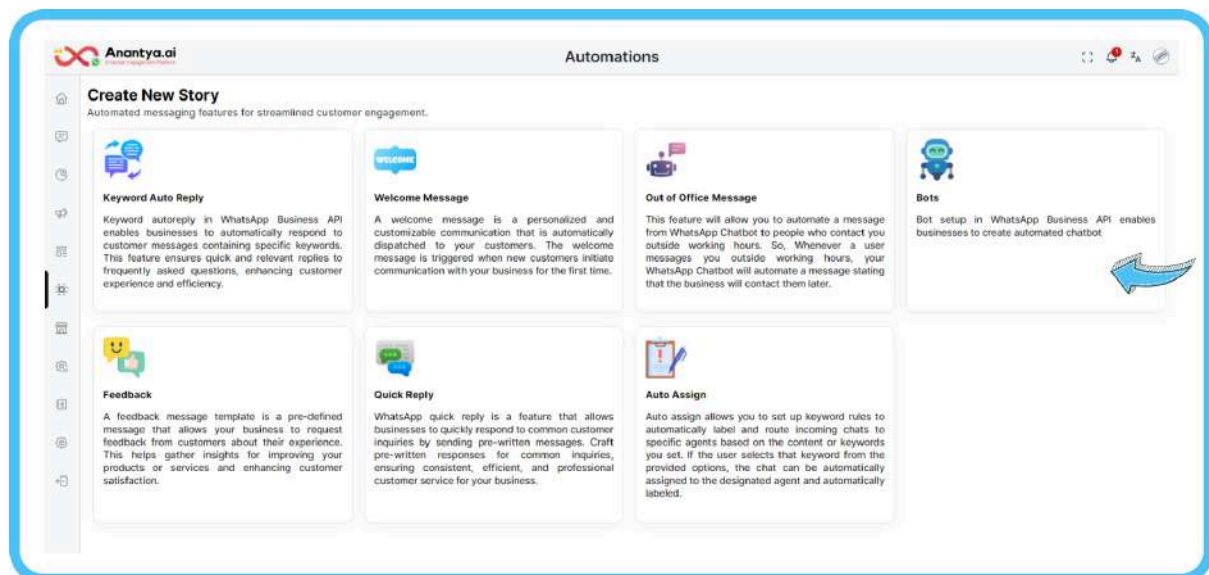 Anantya.ai
Automations
Create New Story
Automated messaging features for streamlined customer engagement.
WELCOME
Keyword Auto Reply
Keyword autoreply in WhatsApp Business API
enables businesses to automatically respond to
customer messages containing specific keywords.
This feature ensures quick and relevant replies to
frequently asked questions, enhancing customer
experience and efficiency.
Welcome Message
A welcome message is a personalized and
customizable communication that is automatically
dispatched to your customers. The welcome
message is triggered when new customers initiate
communication with your business for the first time.
Out of Office Message
This feature will allow you to automate a message
from WhatsApp Chatbot to people who contact you
outside working hours. So, Whenever a user
messages you outside working hours, your
WhatsApp Chatbot will automate a message stating
that the business will contact them later.
Bots
Bot setup in WhatsApp Business API enables
businesses to create automated chatbot
Feedback
A feedback message template is a pre-defined
message that allows your business to request
feedback from customers about their experience.
This helps gather insights for improving your
products or services and enhancing customer
satisfaction.
Quick Reply
WhatsApp quick reply is a feature that allows
businesses to quickly respond to common customer
inquiries by sending pre-written messages. Craft
pre-written responses for common inquiries,
ensuring consistent, efficient, and professional
customer service for your business.
Auto Assign
Auto assign allows you to set up keyword rules to
automatically label and route incoming chats to
specific agents based on the content or keywords
you set. If the user selects that keyword from the
provided options, the chat can be automatically
assigned to the designated agent and automatically
labeled.